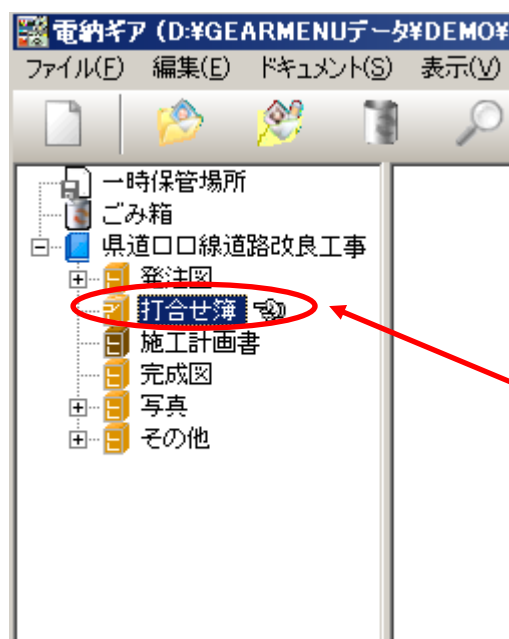 電納ギア (D:¥GEARMENUデータ¥DEMO¥
ファイル(F) 編集(E) ドキュメント(S) 表示(V)
一時保管場所
ごみ箱
県道口口線道路改良工事
発注図
打合せ簿
施工計画書
完成図
写真
その他